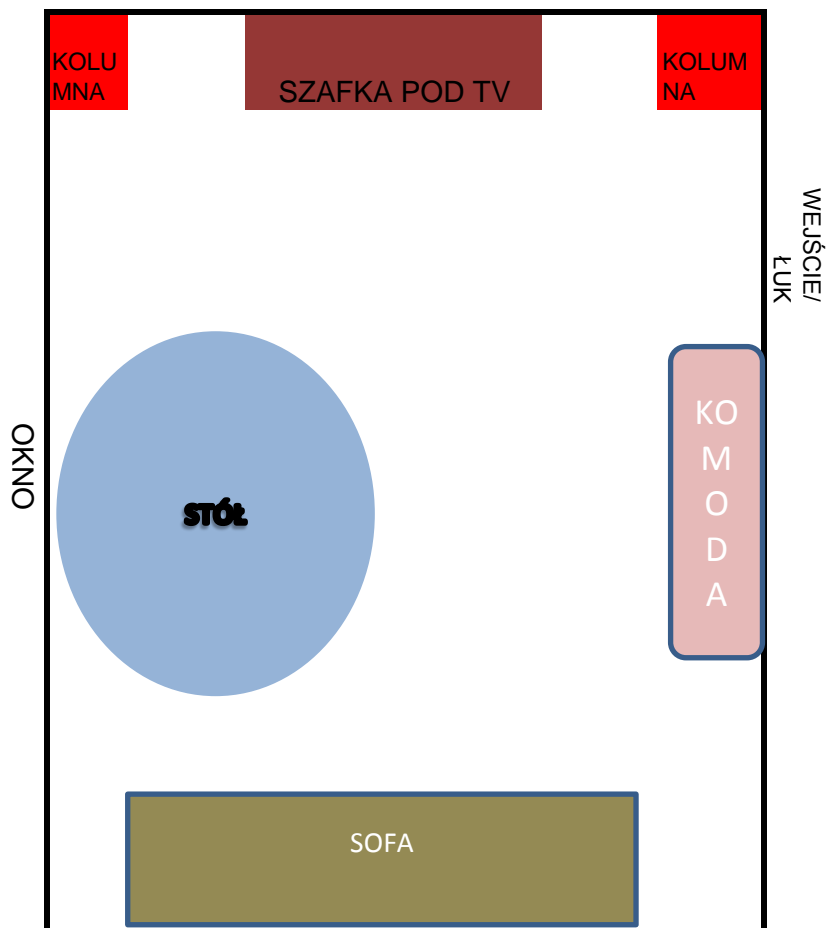 KOLU
MNA
SZAFKA POD TV
KOLUM
NA
WEJŚCIE/
ŁUK
OKNO
STÓŁ
KO
M
O
D
A
SOFA